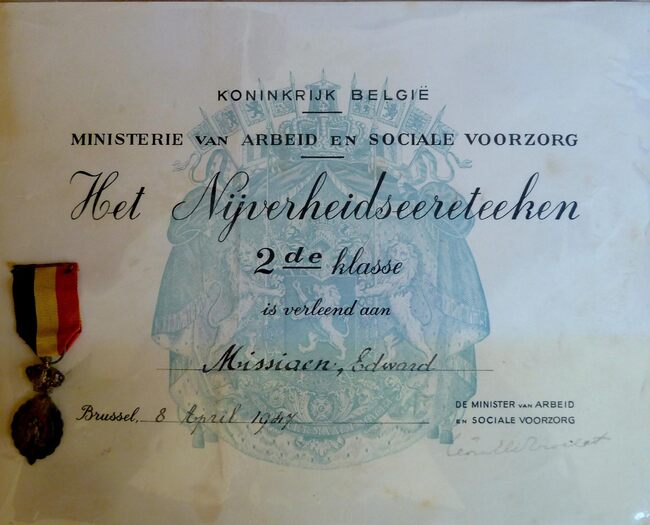 KONINKRIJK BELGIË
MINISTERIE VAN ARBEID EN SOCIALE VOORZORG
Het Nijverheidseereteeken
2de klasse
is verleend aan
Missiaen, Edward
Brussel, 8 April 1947
DE MINISTER VAN ARBEID
EN SOCIALE VOORZORG